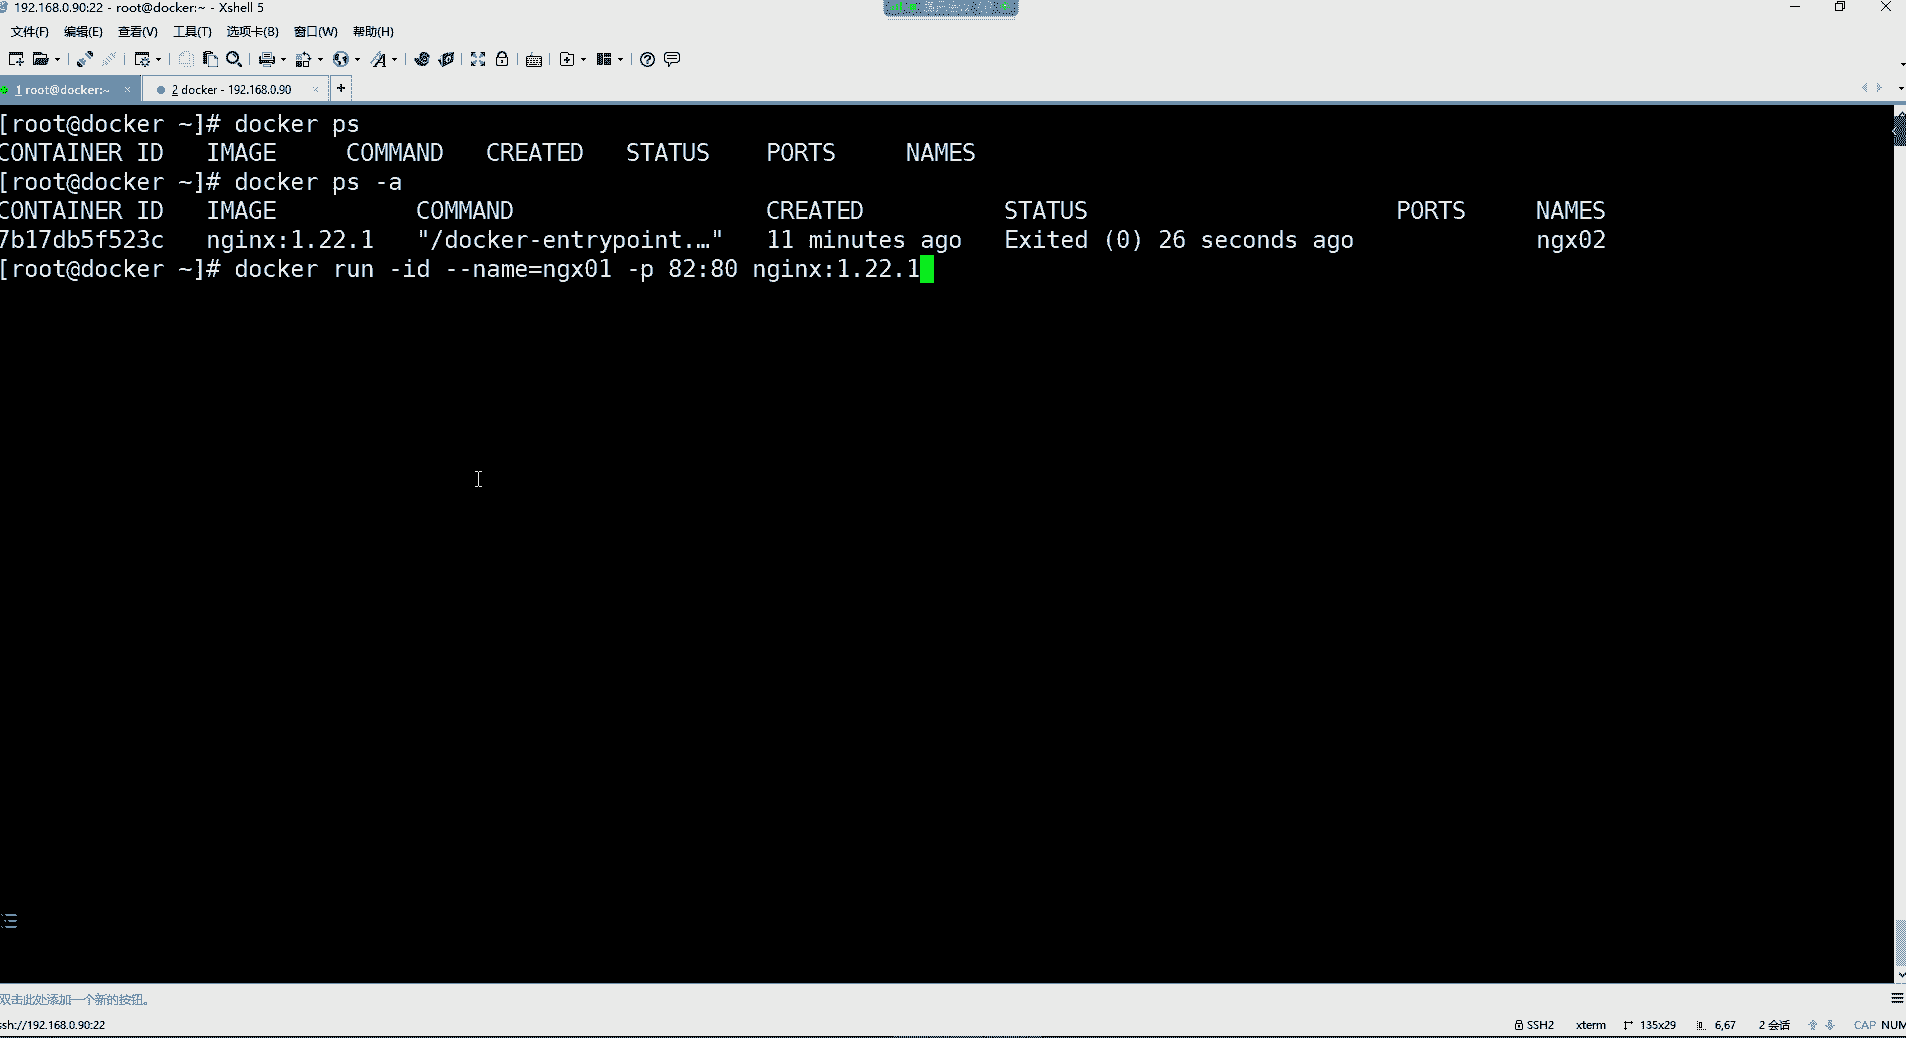 192.168.0.90:22 - root@docker:~ - Xshell 5
文件(F) 编辑(E) 查看(V) 工具(T) 选项卡(B) 窗口(W) 帮助(H)
1 root@docker:~ × 2 docker - 192.168.0.90 × +
[root@docker ~]# docker ps
CONTAINER ID IMAGE COMMAND CREATED STATUS PORTS NAMES
[root@docker ~]# docker ps -a
CONTAINER ID IMAGE COMMAND CREATED STATUS PORTS NAMES
7b17db5f523c nginx:1.22.1 "/docker-entrypoint.…" 11 minutes ago Exited (0) 26 seconds ago ngx02
[root@docker ~]# docker run -id --name=ngx01 -p 82:80 nginx:1.22.1
双击此处添加一个新的按钮。
ssh://192.168.0.90:22 SSH2 xterm 135x29 6,67 2 会话 CAP NUM